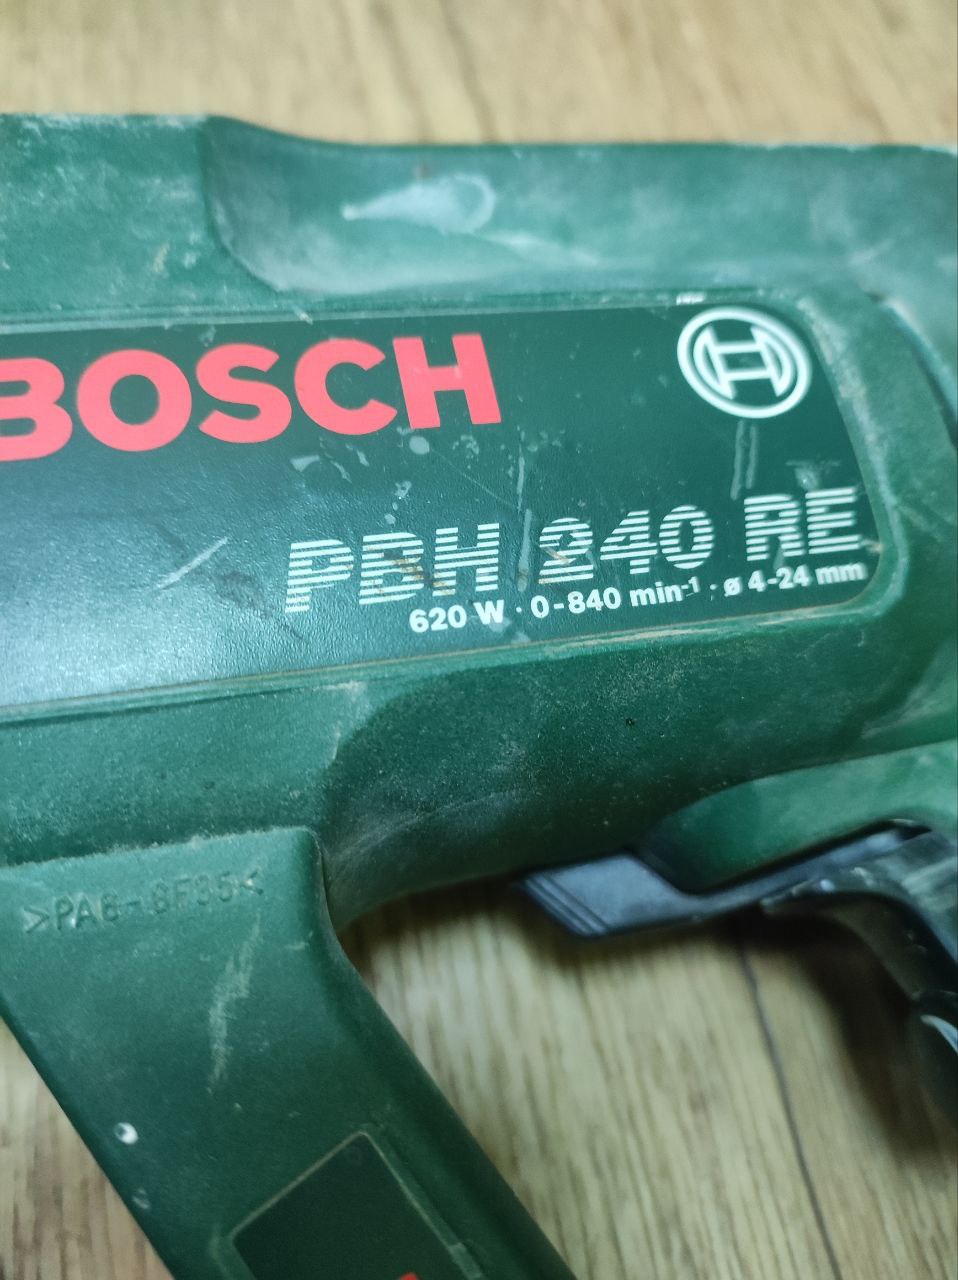 BOSCH
PBH 240 RE
620 W · 0-840 min-¹ · ø 4-24 mm
>PA6-GF35<